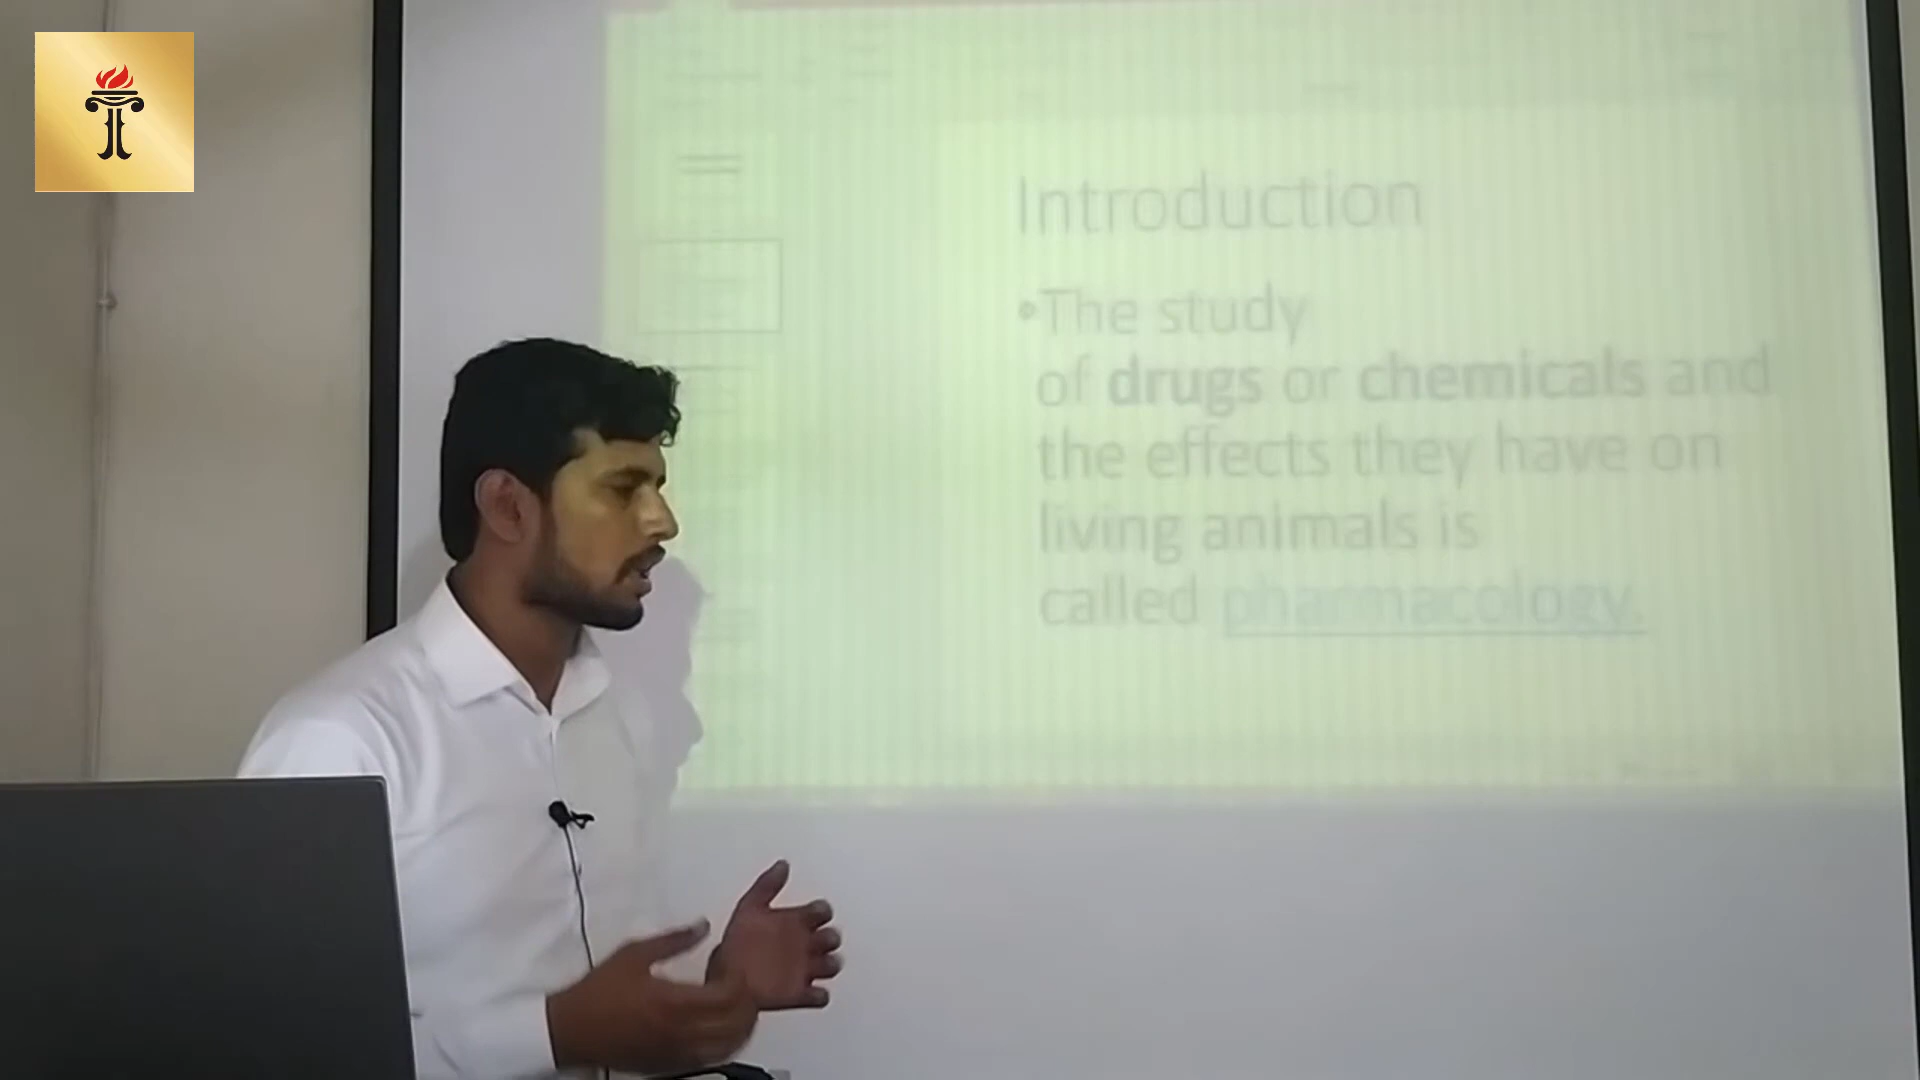 Introduction
•The study
of drugs or chemicals and
the effects they have on
living animals is
called pharmacology.